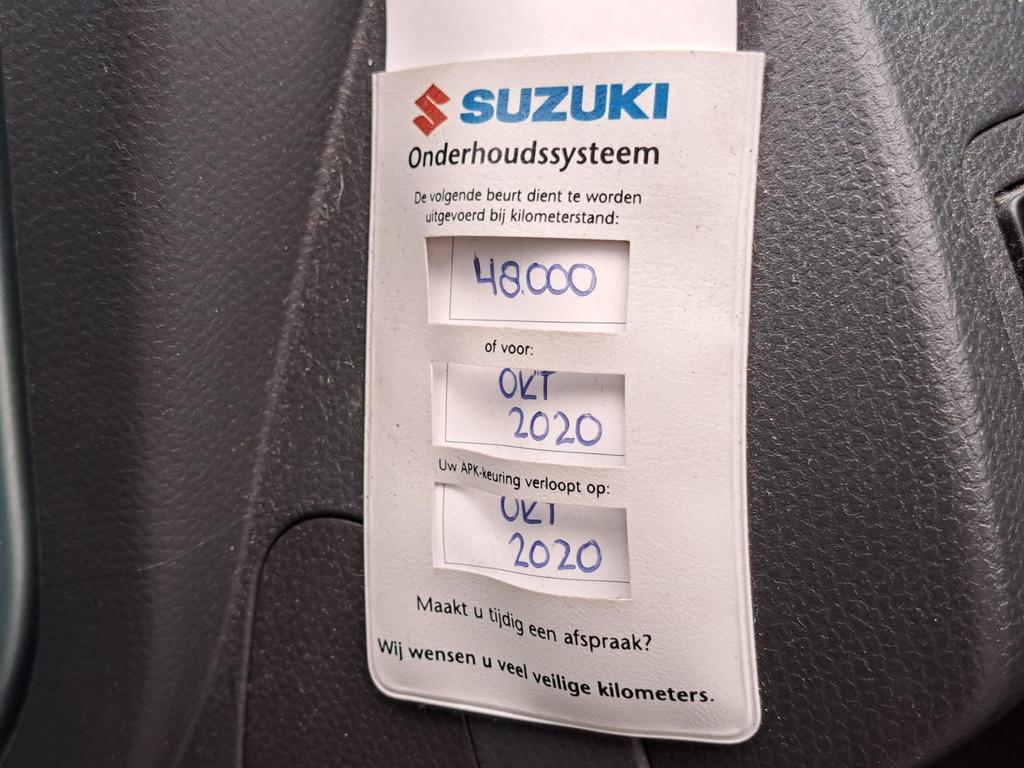 SUZUKI
Onderhoudssysteem
De volgende beurt dient te worden
uitgevoerd bij kilometerstand:
48.000
of voor:
OKT
2020
Uw APK-keuring verloopt op:
OKT
2020
Maakt u tijdig een afspraak?
Wij wensen u veel veilige kilometers.